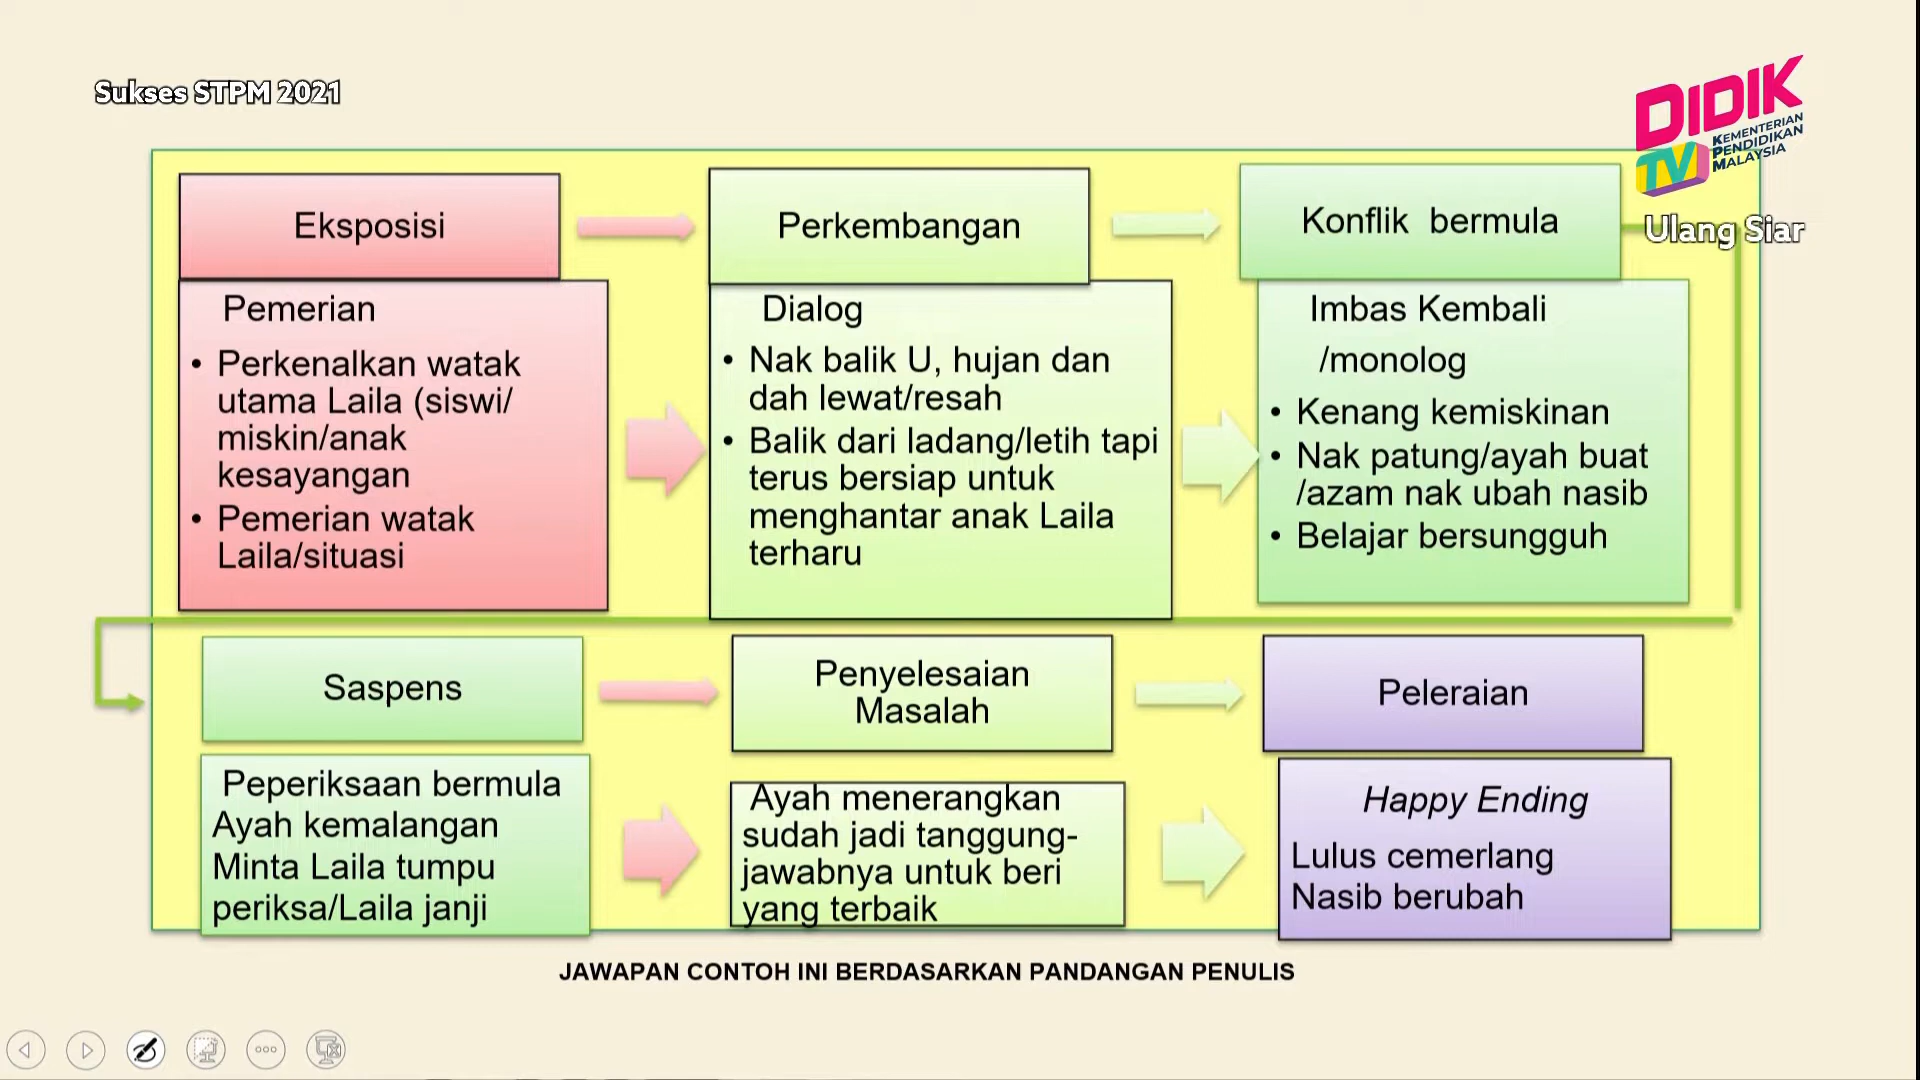 Sukses STPM 2021
DIDIK
TV
KEMENTERIAN
PENDIDIKAN
MALAYSIA
Ulang Siar
Eksposisi
Pemerian
• Perkenalkan watak
utama Laila (siswi/
miskin/anak
kesayangan
• Pemerian watak
Laila/situasi
Perkembangan
Dialog
• Nak balik U, hujan dan
dah lewat/resah
• Balik dari ladang/letih tapi
terus bersiap untuk
menghantar anak Laila
terharu
Konflik bermula
Imbas Kembali
/monolog
• Kenang kemiskinan
• Nak patung/ayah buat
/azam nak ubah nasib
• Belajar bersungguh
Saspens
Peperiksaan bermula
Ayah kemalangan
Minta Laila tumpu
periksa/Laila janji
Penyelesaian
Masalah
Ayah menerangkan
sudah jadi tanggung-
jawabnya untuk beri
yang terbaik
Peleraian
Happy Ending
Lulus cemerlang
Nasib berubah
JAWAPAN CONTOH INI BERDASARKAN PANDANGAN PENULIS